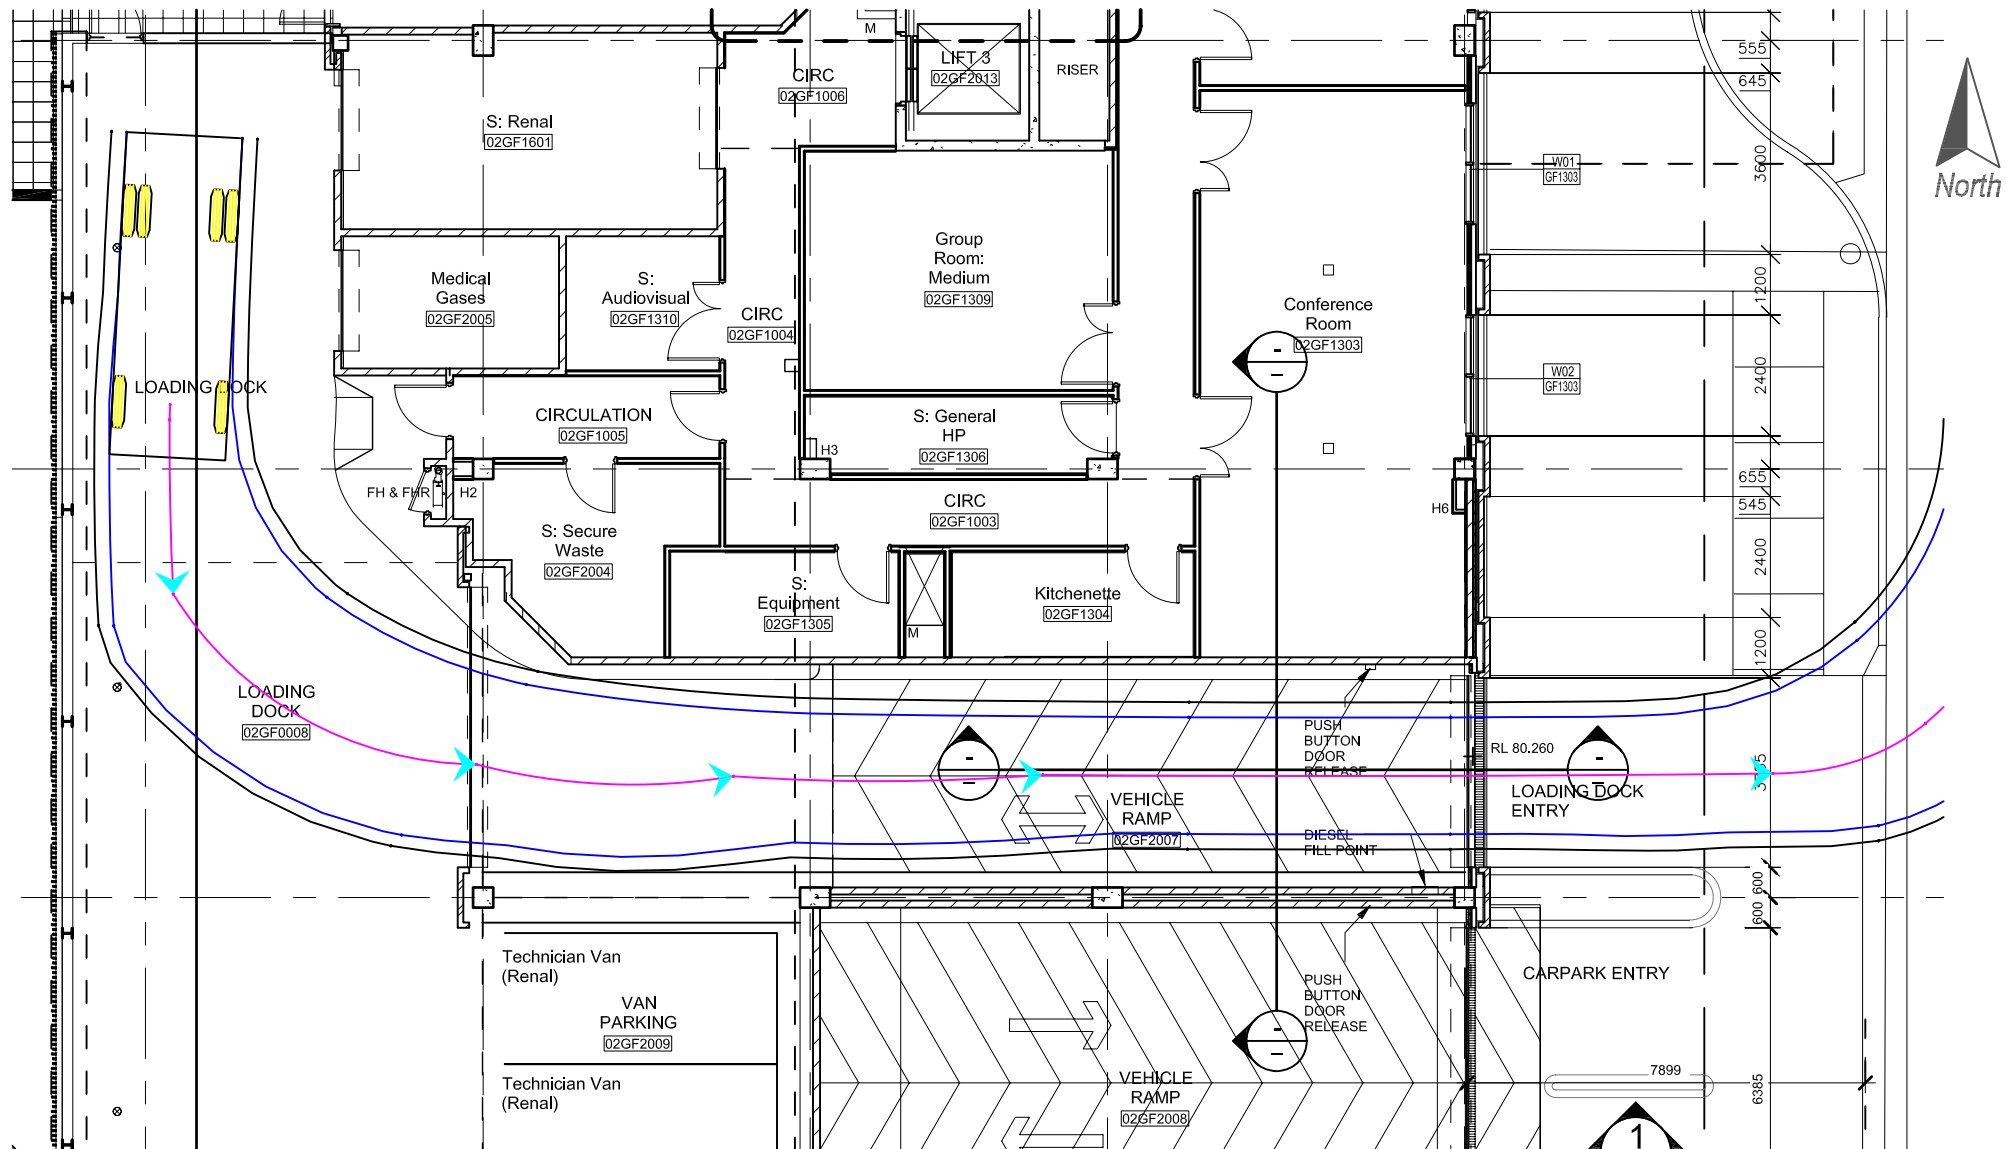 M
LIFT 3
02GF2013
RISER
CIRC
02GF1006
S: Renal
02GF1601
555
645
3600
W01
GF1303
North
Group
Room:
Medium
02GF1309
Medical
Gases
02GF2005
S:
Audiovisual
02GF1310
CIRC
02GF1004
Conference
Room
02GF1303
1200
W02
GF1303
2400
LOADING DOCK
CIRCULATION
02GF1005
S: General
HP
02GF1306
H3
FH & FHR
H2
CIRC
02GF1003
H6
655
545
S: Secure
Waste
02GF2004
2400
S:
Equipment
02GF1305
M
Kitchenette
02GF1304
1200
LOADING
DOCK
02GF0008
PUSH
BUTTON
DOOR
RELEASE
RL 80.260
LOADING DOCK
ENTRY
VEHICLE
RAMP
02GF2007
DIESEL
FILL POINT
600
600
Technician Van
(Renal)
VAN
PARKING
02GF2009
Technician Van
(Renal)
PUSH
BUTTON
DOOR
RELEASE
CARPARK ENTRY
7899
6385
VEHICLE
RAMP
02GF2008
1